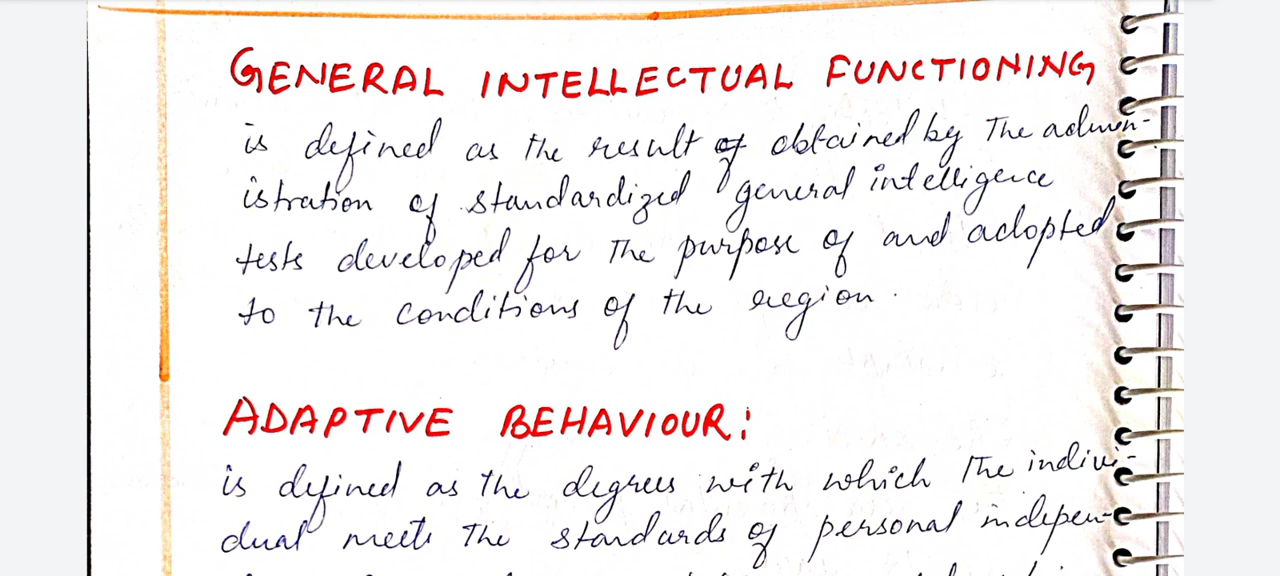 GENERAL INTELLECTUAL FUNCTIONING
is defined as the result of obtained by The admin-
istration of standardized general intelligence
tests developed for The purpose of and adopted
to the conditions of the region.
ADAPTIVE BEHAVIOUR:
is defined as the degrees with which The indivi-
dual meets The standards of personal indepen-